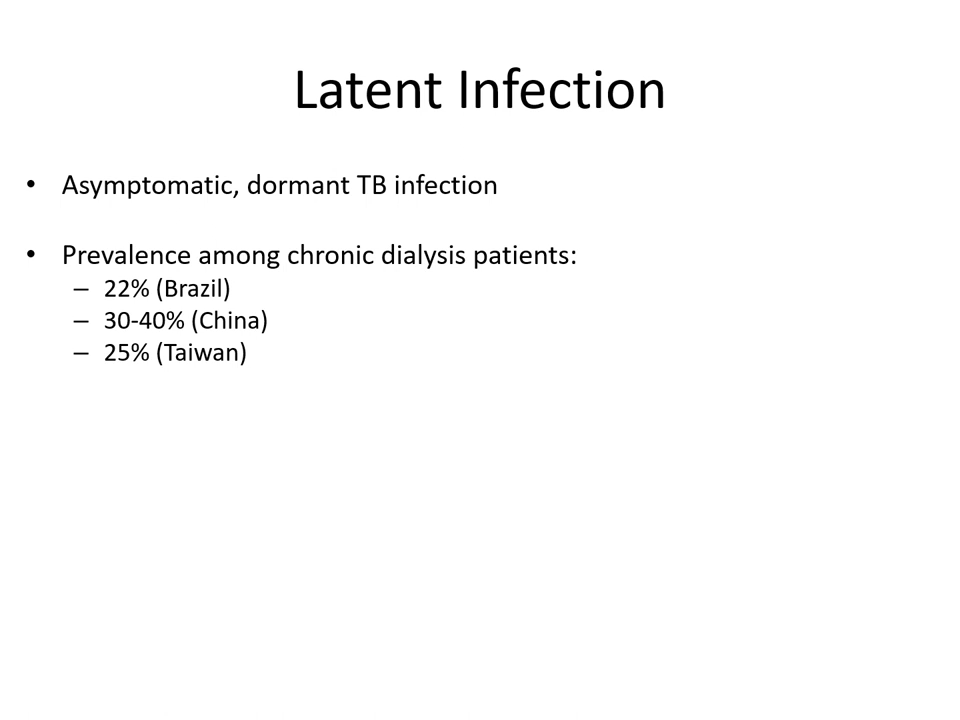 Latent Infection
• Asymptomatic, dormant TB infection
• Prevalence among chronic dialysis patients:
– 22% (Brazil)
– 30-40% (China)
– 25% (Taiwan)